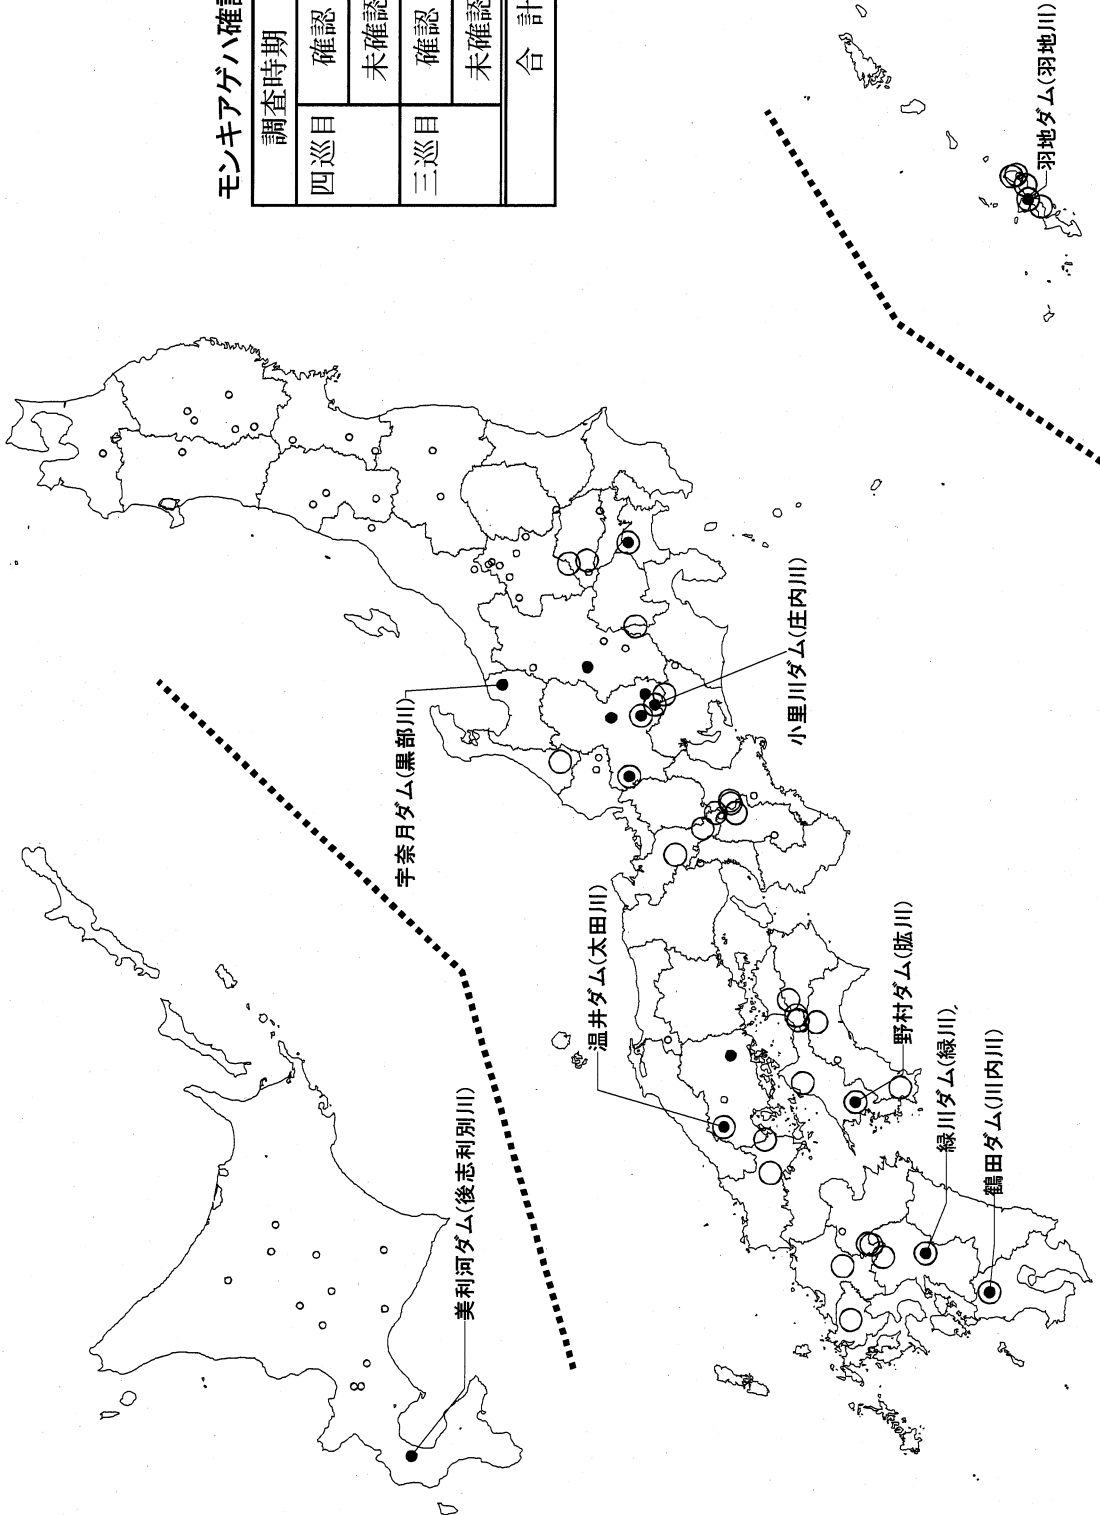 モンキアゲハ確認
調査時期
四巡目
確認
未確認
三巡目
確認
未確認
合 計
宇奈月ダム(黒部川)
小里川ダム(庄内川)
温井ダム(太田川)
野村ダム(肱川)
緑川ダム(緑川)
鶴田ダム(川内川)
美利河ダム(後志利別川)
羽地ダム(羽地川)